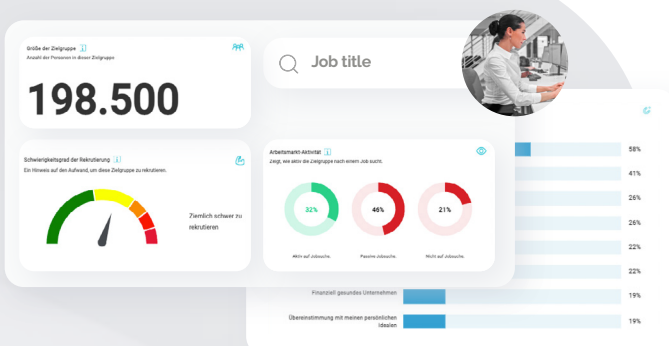 Größe der Zielgruppe
Anzahl der Personen in dieser Zielgruppe
198.500
Job title
Schwierigkeitsgrad der Rekrutierung
Ein Hinweis auf den Aufwand, um diese Zielgruppe zu rekrutieren.
Ziemlich schwer zu
rekrutieren
Arbeitsmarkt-Aktivität
Zeigt, wie aktiv die Zielgruppe nach einem Job sucht.
32%
46%
21%
Aktiv auf Jobsuche.
Passive Jobsuche.
Nicht auf Jobsuche.
58%
41%
26%
26%
22%
22%
Finanziell gesundes Unternehmen
19%
Übereinstimmung mit meinen persönlichen
Idealen
19%